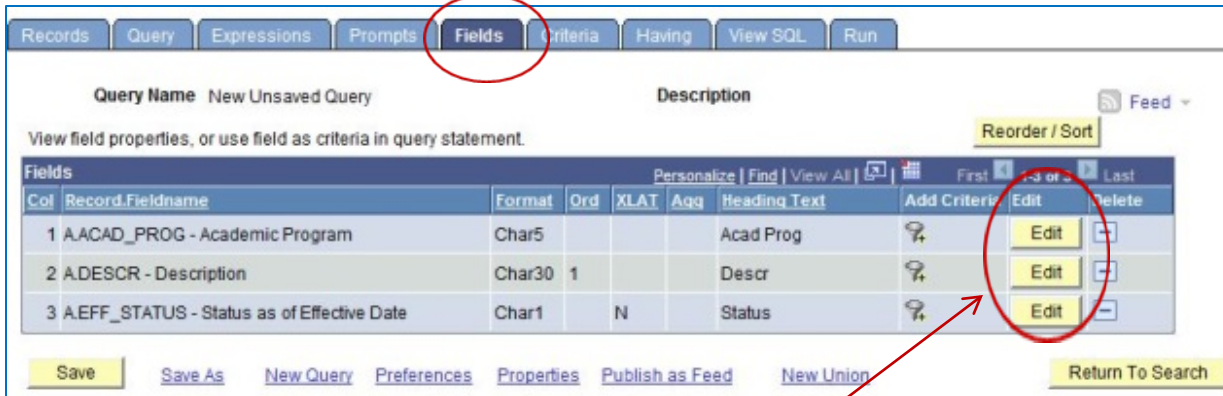 Records Query Expressions Prompts Fields Criteria Having View SQL Run
Query Name New Unsaved Query Description Feed
View field properties, or use field as criteria in query statement. Reorder / Sort
Fields Personalize | Find | View All | | First 1-3 of 3 Last
Col Record.Fieldname Format Ord XLAT Agg Heading Text Add Criteria Edit Delete
1 A.ACAD_PROG - Academic Program Char5 Acad Prog Edit
2 A.DESCR - Description Char30 1 Descr Edit
3 A.EFF_STATUS - Status as of Effective Date Char1 N Status Edit
Save Save As New Query Preferences Properties Publish as Feed New Union Return To Search